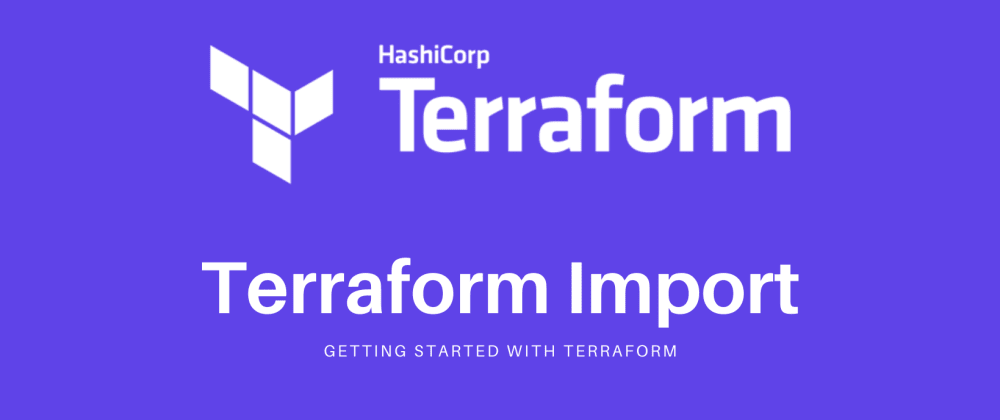 HashiCorp
Terraform
Terraform Import
GETTING STARTED WITH TERRAFORM